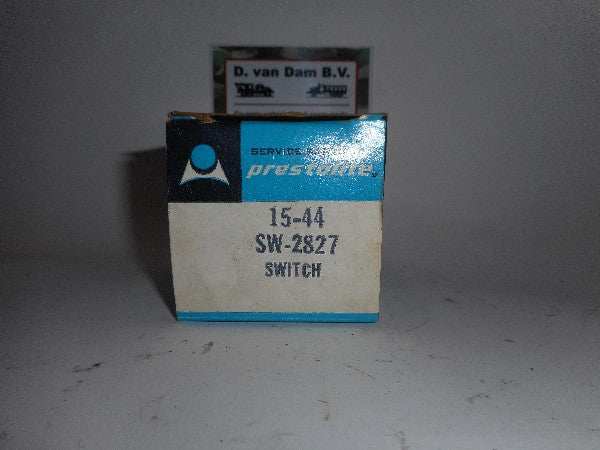 D. van Dam B.V.
SERVICE
prestolite
15-44
SW-2827
SWITCH